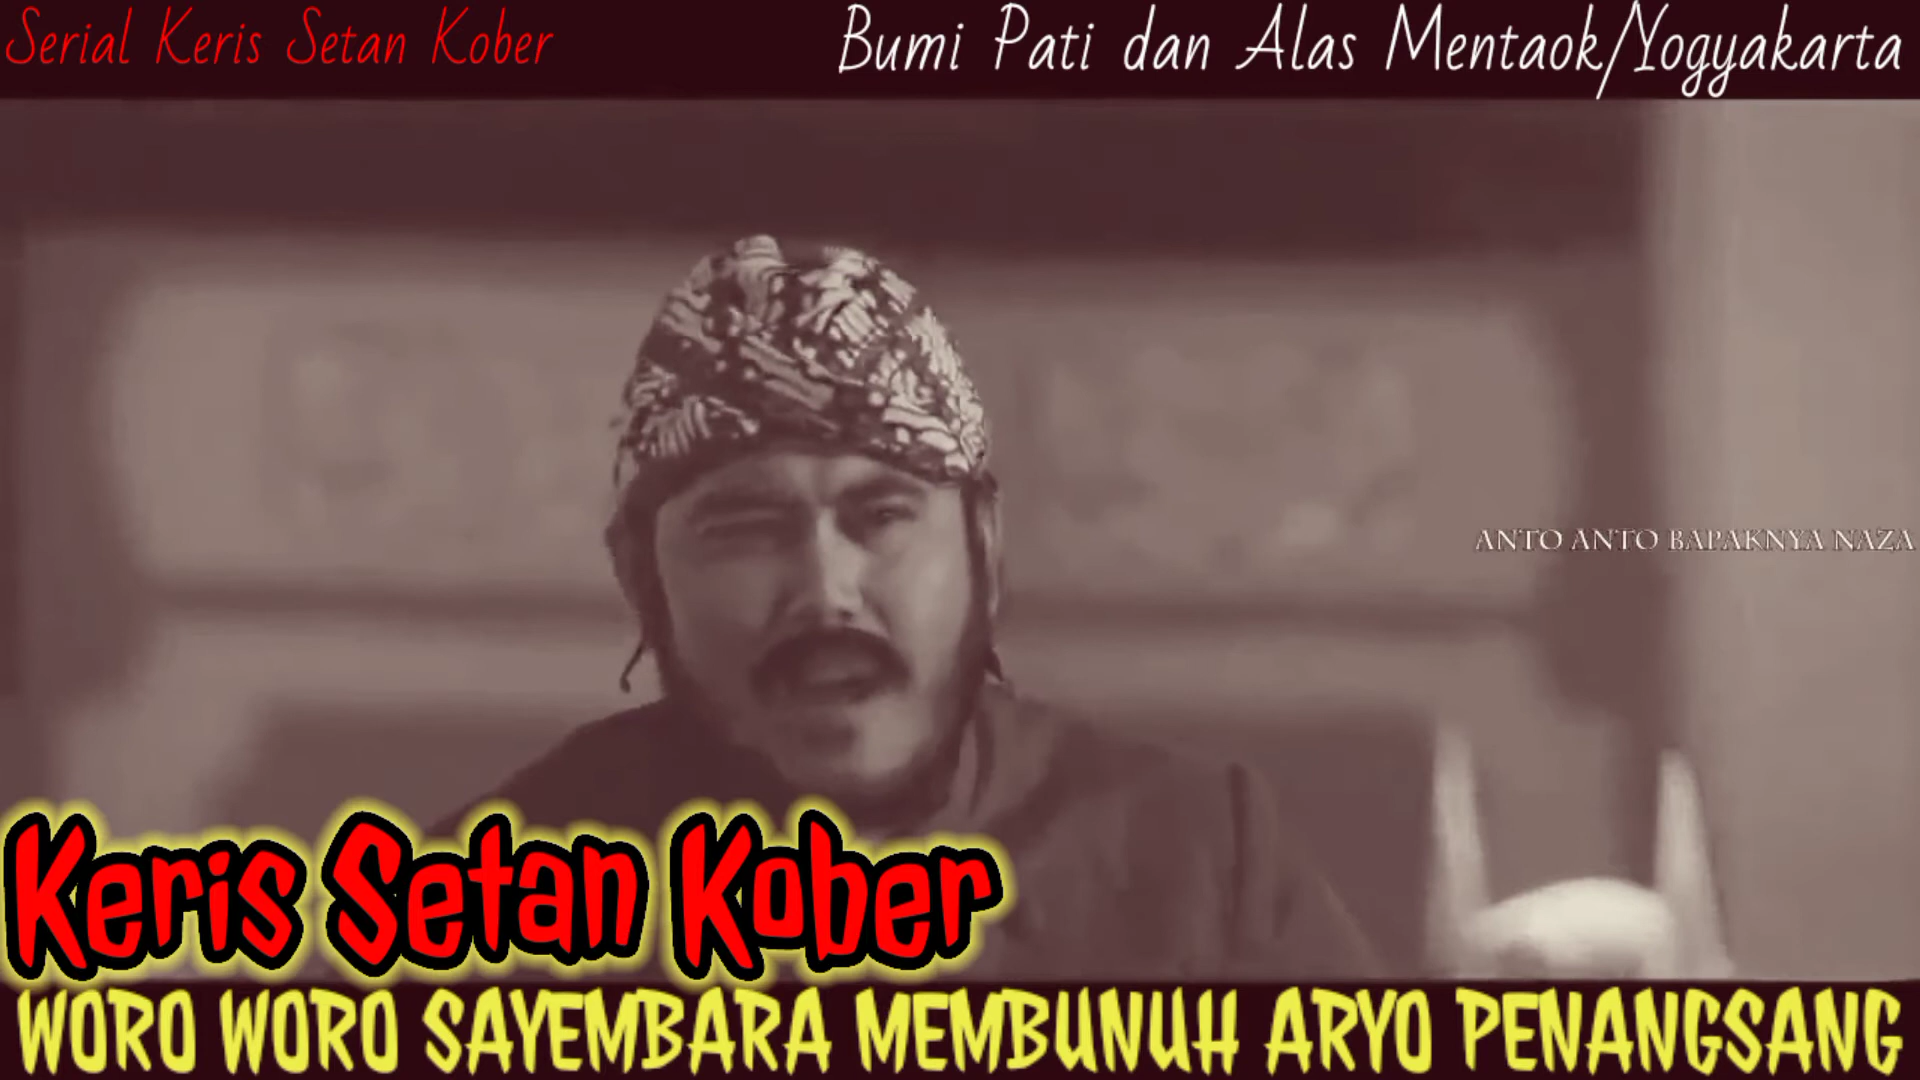 Serial Keris Setan Kober
Bumi Pati dan Alas Mentaok/Yogyakarta
ANTO ANTO BAPAKNYA NAZA
Keris Setan Kober
WORO WORO SAYEMBARA MEMBUNUH ARYO PENANGSANG